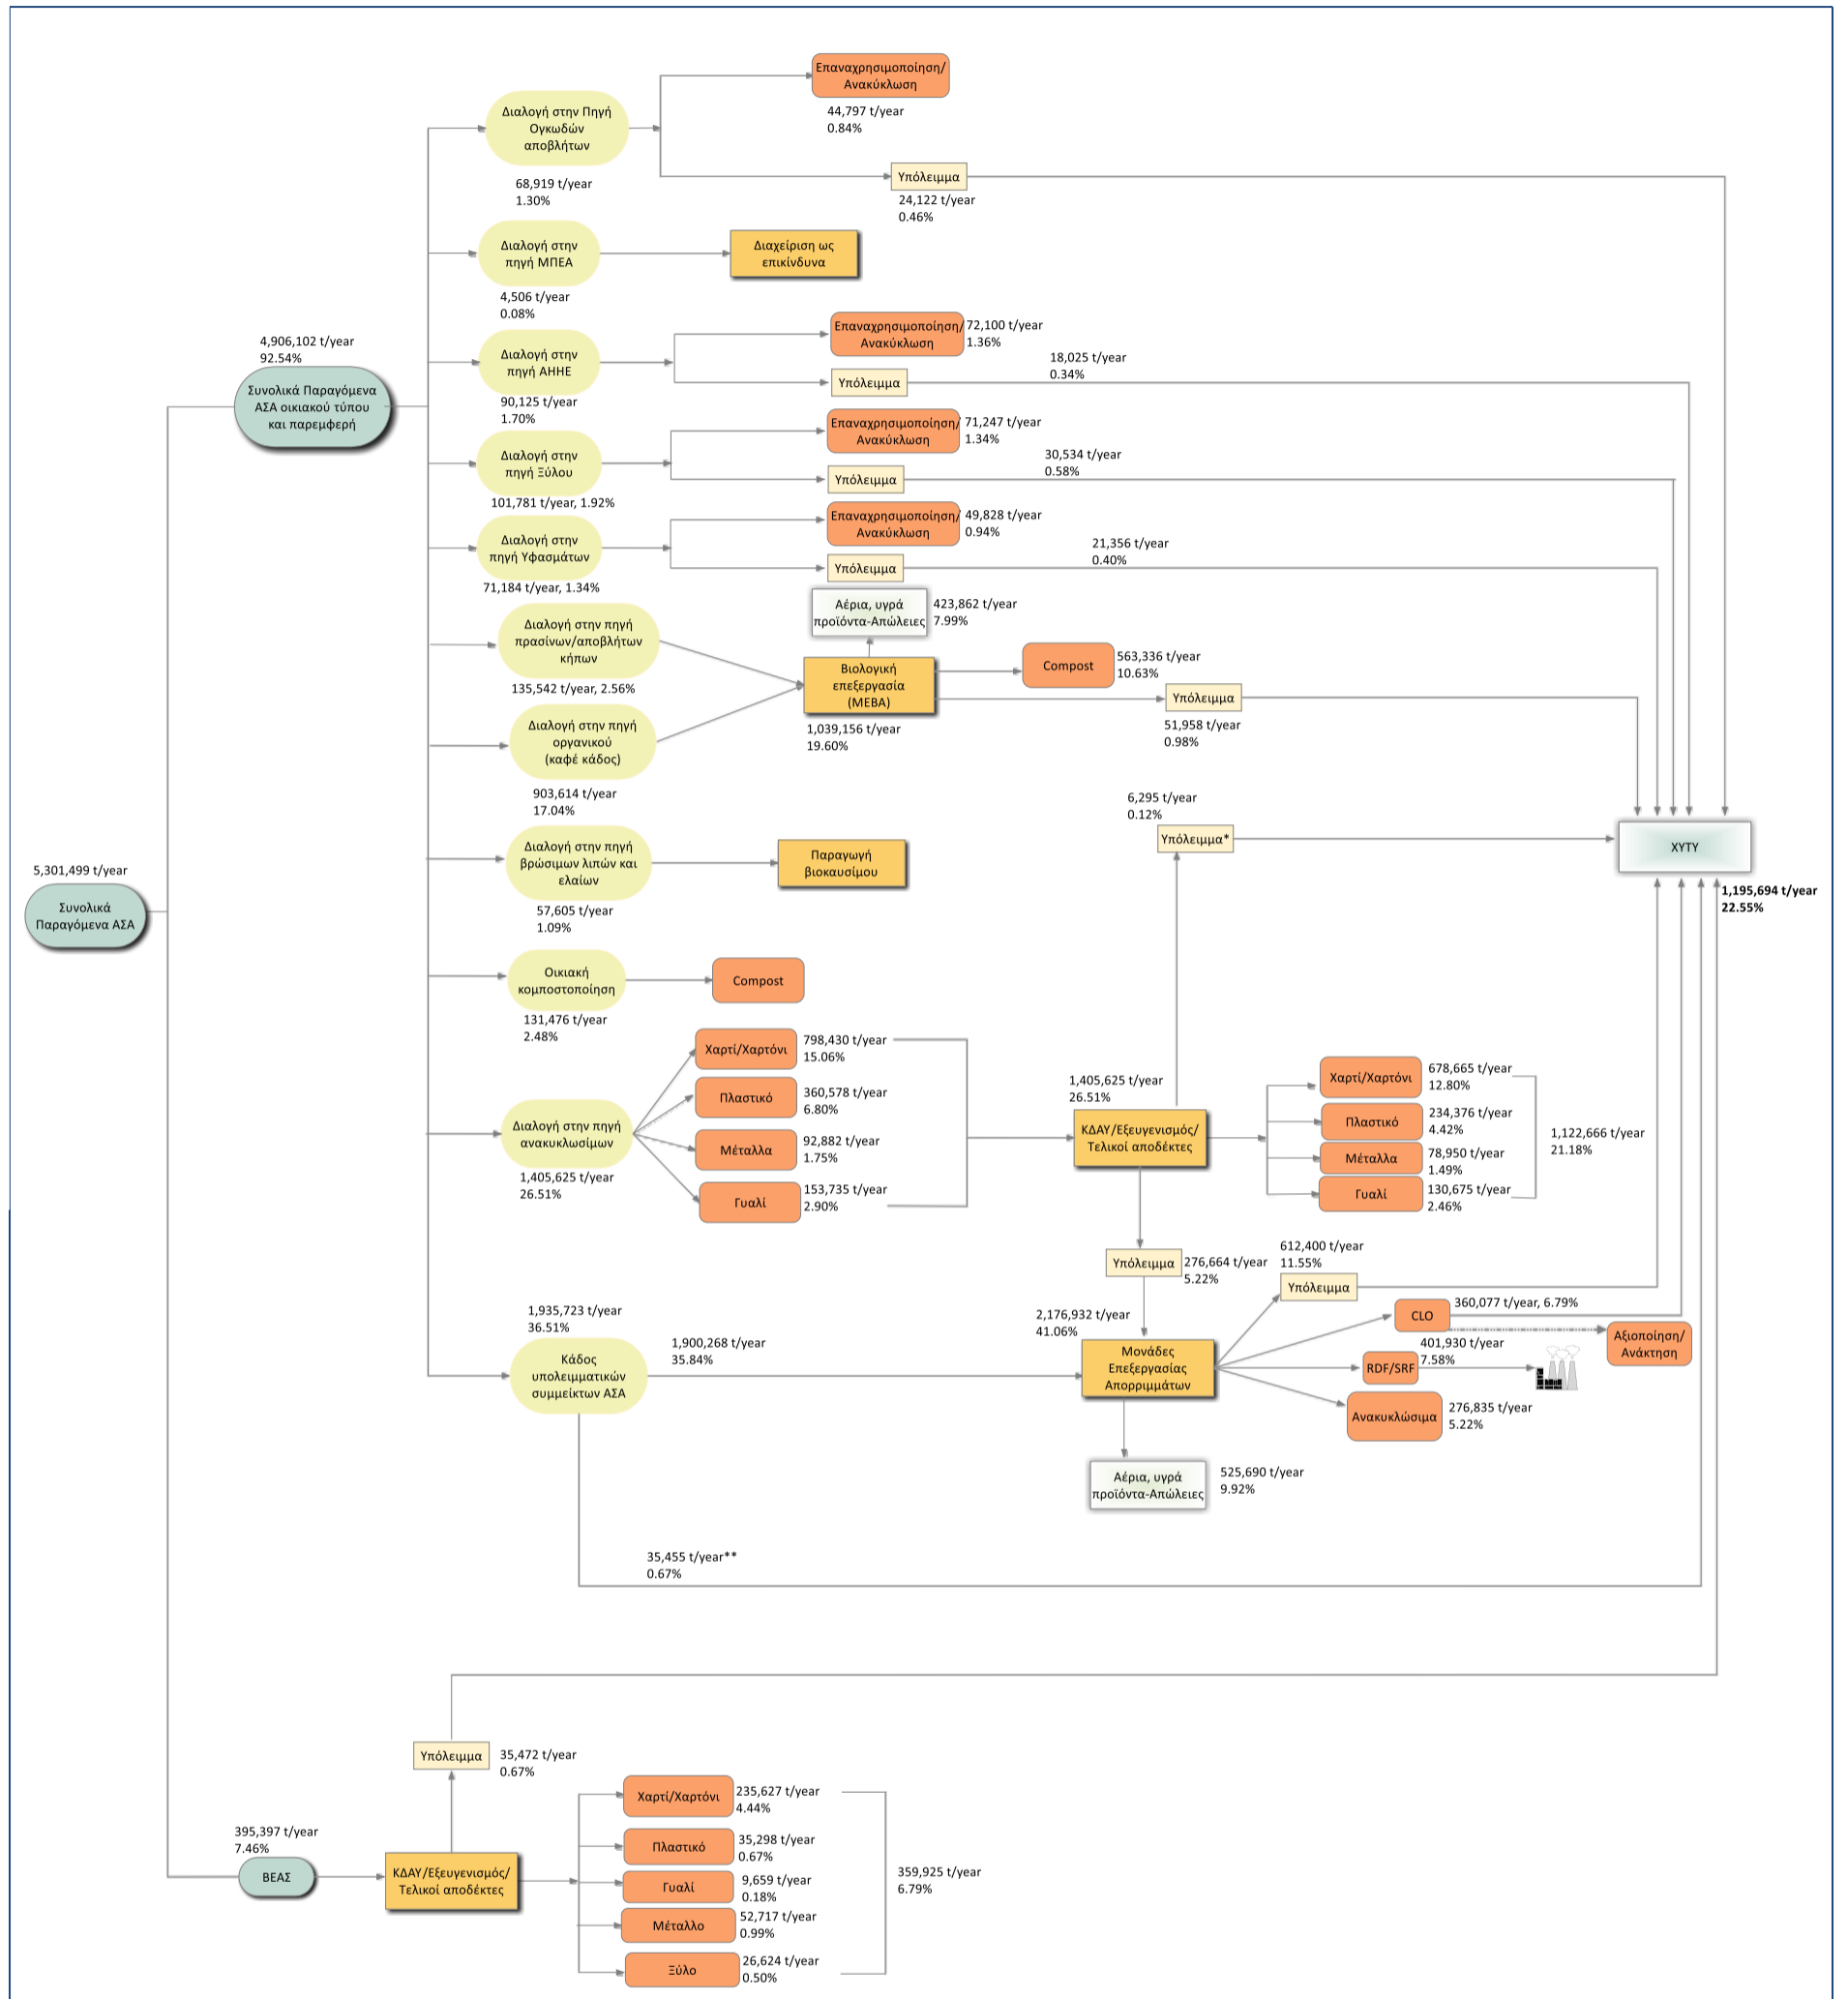 Επαναχρησιμοποίηση/
Ανακύκλωση
44,797 t/year
0.84%
Διαλογή στην Πηγή
Ογκωδών
αποβλήτων
68,919 t/year
1.30%
Υπόλειμμα
24,122 t/year
0.46%
Διαλογή στην
πηγή ΜΠΕΑ
4,506 t/year
0.08%
Διαχείριση ως
επικίνδυνα
4,906,102 t/year
92.54%
Συνολικά Παραγόμενα
ΑΣΑ οικιακού τύπου
και παρεμφερή
Διαλογή στην
πηγή ΑΗΗΕ
90,125 t/year
1.70%
Επαναχρησιμοποίηση/
Ανακύκλωση
72,100 t/year
1.36%
Υπόλειμμα
18,025 t/year
0.34%
Διαλογή στην
πηγή Ξύλου
101,781 t/year, 1.92%
Επαναχρησιμοποίηση/
Ανακύκλωση
71,247 t/year
1.34%
Υπόλειμμα
30,534 t/year
0.58%
Διαλογή στην
πηγή Υφασμάτων
71,184 t/year, 1.34%
Επαναχρησιμοποίηση/
Ανακύκλωση
49,828 t/year
0.94%
Υπόλειμμα
21,356 t/year
0.40%
Αέρια, υγρά
προϊόντα-Απώλειες
423,862 t/year
7.99%
Διαλογή στην πηγή
πρασίνων/αποβλήτων
κήπων
135,542 t/year, 2.56%
Βιολογική
επεξεργασία
(ΜΕΒΑ)
1,039,156 t/year
19.60%
Compost
563,336 t/year
10.63%
Υπόλειμμα
51,958 t/year
0.98%
Διαλογή στην πηγή
οργανικού
(καφέ κάδος)
903,614 t/year
17.04%
6,295 t/year
0.12%
Υπόλειμμα*
ΧΥΤΥ
1,195,694 t/year
22.55%
Διαλογή στην πηγή
βρώσιμων λιπών και
ελαίων
57,605 t/year
1.09%
Παραγωγή
βιοκαυσίμου
5,301,499 t/year
Συνολικά
Παραγόμενα ΑΣΑ
Οικιακή
κομποστοποίηση
131,476 t/year
2.48%
Compost
Διαλογή στην πηγή
ανακυκλωσίμων
1,405,625 t/year
26.51%
Χαρτί/Χαρτόνι
798,430 t/year
15.06%
Πλαστικό
360,578 t/year
6.80%
Μέταλλα
92,882 t/year
1.75%
Γυαλί
153,735 t/year
2.90%
1,405,625 t/year
26.51%
ΚΔΑΥ/Εξευγενισμός/
Τελικοί αποδέκτες
Χαρτί/Χαρτόνι
678,665 t/year
12.80%
Πλαστικό
234,376 t/year
4.42%
Μέταλλα
78,950 t/year
1.49%
Γυαλί
130,675 t/year
2.46%
1,122,666 t/year
21.18%
Υπόλειμμα
276,664 t/year
5.22%
612,400 t/year
11.55%
Υπόλειμμα
1,935,723 t/year
36.51%
Κάδος
υπολειμματικών
συμμείκτων ΑΣΑ
1,900,268 t/year
35.84%
2,176,932 t/year
41.06%
Μονάδες
Επεξεργασίας
Απορριμμάτων
CLO
360,077 t/year, 6.79%
Αξιοποίηση/
Ανάκτηση
RDF/SRF
401,930 t/year
7.58%
Ανακυκλώσιμα
276,835 t/year
5.22%
Αέρια, υγρά
προϊόντα-Απώλειες
525,690 t/year
9.92%
35,455 t/year**
0.67%
Υπόλειμμα
35,472 t/year
0.67%
395,397 t/year
7.46%
ΒΕΑΣ
ΚΔΑΥ/Εξευγενισμός/
Τελικοί αποδέκτες
Χαρτί/Χαρτόνι
235,627 t/year
4.44%
Πλαστικό
35,298 t/year
0.67%
Γυαλί
9,659 t/year
0.18%
Μέταλλο
52,717 t/year
0.99%
Ξύλο
26,624 t/year
0.50%
359,925 t/year
6.79%